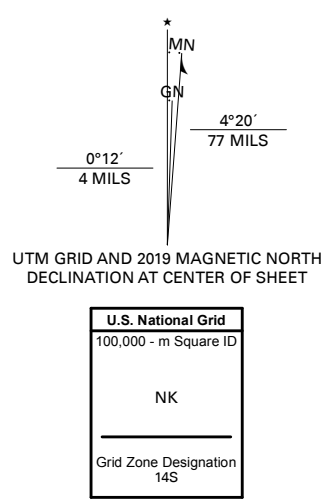 ★
MN
GN
4°20´
77 MILS
0°12´
4 MILS
UTM GRID AND 2019 MAGNETIC NORTH
DECLINATION AT CENTER OF SHEET
U.S. National Grid
100,000 - m Square ID
NK
Grid Zone Designation
14S